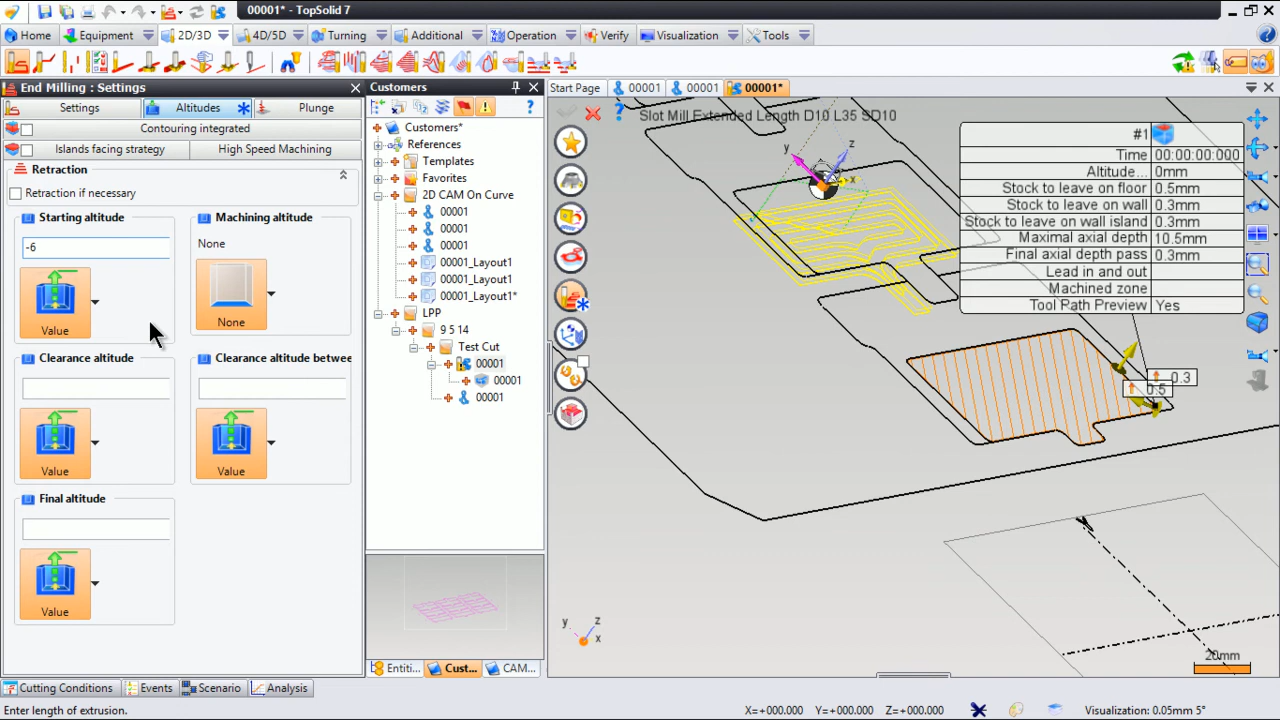 00001* - TopSolid 7
Home
Equipment
2D/3D
4D/5D
Turning
Additional
Operation
Verify
Visualization
Tools
End Milling : Settings
Settings
Altitudes
Plunge
Contouring integrated
Islands facing strategy
High Speed Machining
Retraction
Retraction if necessary
Starting altitude
Machining altitude
-6
None
Value
None
Clearance altitude
Clearance altitude betwee
Value
Value
Final altitude
Value
Customers
Customers*
References
Templates
Favorites
2D CAM On Curve
00001
00001
00001
00001_Layout1
00001_Layout1
00001_Layout1*
LPP
9 5 14
Test Cut
00001
00001
00001
Entiti...
Cust...
CAM...
Start Page
00001
00001
00001*
Slot Mill Extended Length D10 L35 SD10
#1
Time 00:00:00:000
Altitude... 0mm
Stock to leave on floor 0.5mm
Stock to leave on wall 0.3mm
Stock to leave on wall island 0.3mm
Maximal axial depth 10.5mm
Final axial depth pass 0.3mm
Lead in and out
Machined zone
Tool Path Preview Yes
y
z
x
0.3
0.5
y
z
x
20mm
Cutting Conditions
Events
Scenario
Analysis
Enter length of extrusion.
X=+000.000 Y=+000.000 Z=+000.000
Visualization: 0.05mm 5°